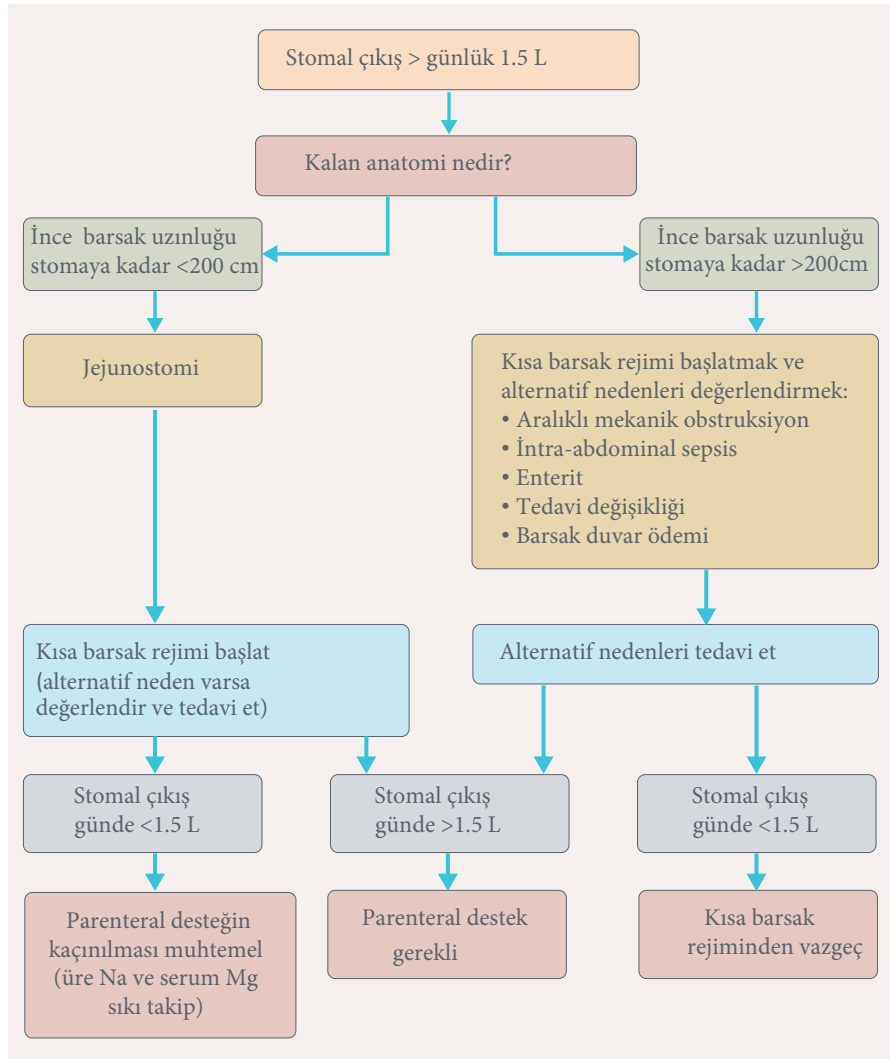 Stomal çıkış > günlük 1.5 L
Kalan anatomi nedir?
İnce barsak uzınluğu
stomaya kadar <200 cm
İnce barsak uzunluğu
stomaya kadar >200cm
Jejunostomi
Kısa barsak rejimi başlatmak ve
alternatif nedenleri değerlendirmek:
• Aralıklı mekanik obstruksiyon
• İntra-abdominal sepsis
• Enterit
• Tedavi değişikliği
• Barsak duvar ödemi
Kısa barsak rejimi başlat
(alternatif neden varsa
değerlendir ve tedavi et)
Alternatif nedenleri tedavi et
Stomal çıkış
günde <1.5 L
Stomal çıkış
günde >1.5 L
Stomal çıkış
günde <1.5 L
Parenteral desteğin
kaçınılması muhtemel
(üre Na ve serum Mg
sıkı takip)
Parenteral destek
gerekli
Kısa barsak
rejiminden vazgeç